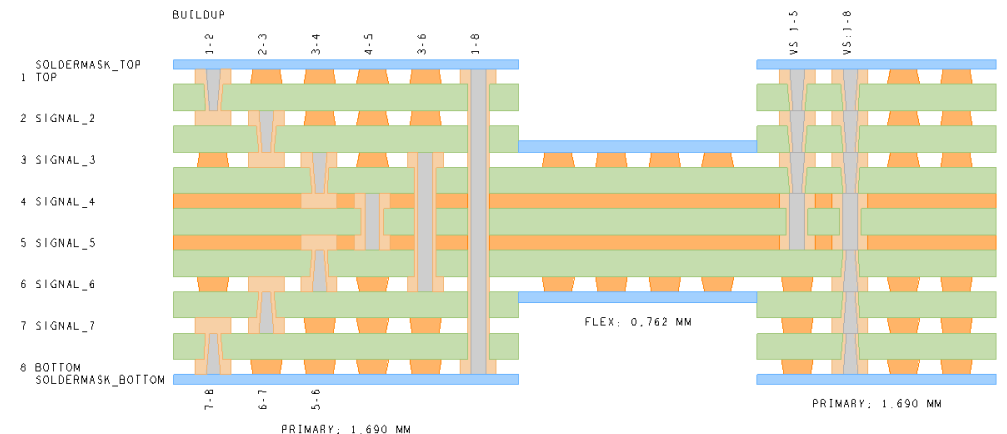 BUILDUP
1-2
2-3
3-4
4-5
3-6
1-8
VS 1-5
VS:1-8
SOLDERMASK_TOP
1 TOP
2 SIGNAL_2
3 SIGNAL_3
4 SIGNAL_4
5 SIGNAL_5
6 SIGNAL_6
7 SIGNAL_7
8 BOTTOM
SOLDERMASK_BOTTOM
FLEX: 0.762 MM
7-8
6-7
5-6
PRIMARY: 1.690 MM
PRIMARY: 1.690 MM